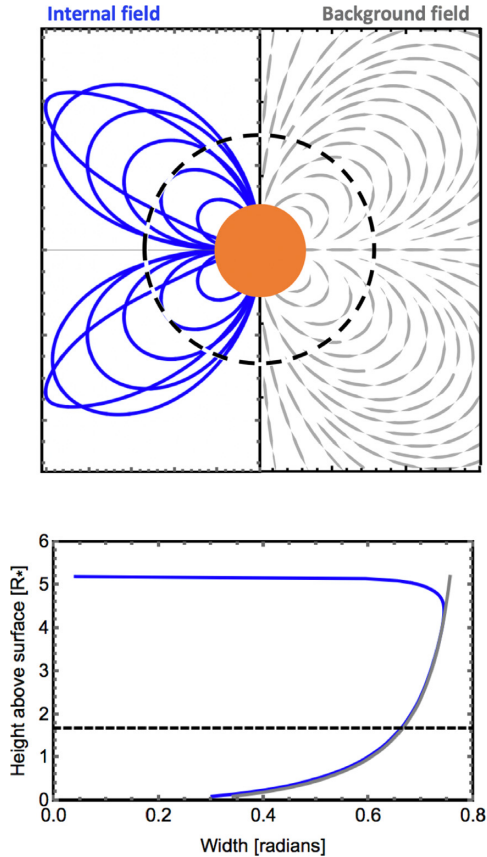 Internal field
Background field
Height above surface [R*]
6
5
4
3
2
1
0
0.0 0.2 0.4 0.6 0.8
Width [radians]